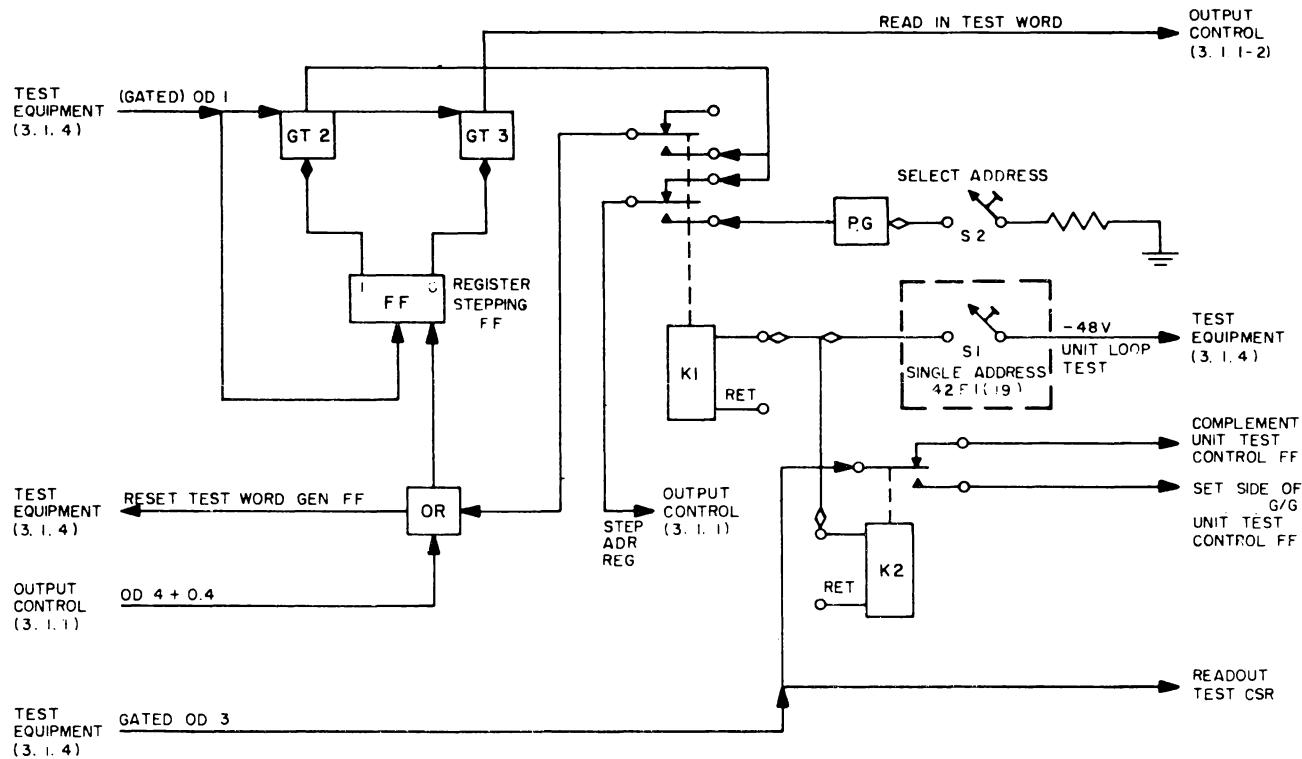 READ IN TEST WORD
OUTPUT
CONTROL
(3. 1. 1-2)
TEST
EQUIPMENT
(3. 1. 4)
(GATED) OD 1
GT 2
GT 3
SELECT ADDRESS
PG
S2
1
0
FF
REGISTER
STEPPING
FF
K1
RET
S1
SINGLE ADDRESS
-48V
UNIT LOOP
TEST
TEST
EQUIPMENT
(3. 1. 4)
COMPLEMENT
UNIT TEST
CONTROL FF
SET SIDE OF
G/G
UNIT TEST
CONTROL FF
TEST
EQUIPMENT
(3. 1. 4)
RESET TEST WORD GEN FF
OR
STEP
ADR
REG
OUTPUT
CONTROL
(3. 1. 1)
K2
RET
OUTPUT
CONTROL
(3. 1. 1)
OD 4 + 0.4
READOUT
TEST CSR
TEST
EQUIPMENT
(3. 1. 4)
GATED OD 3